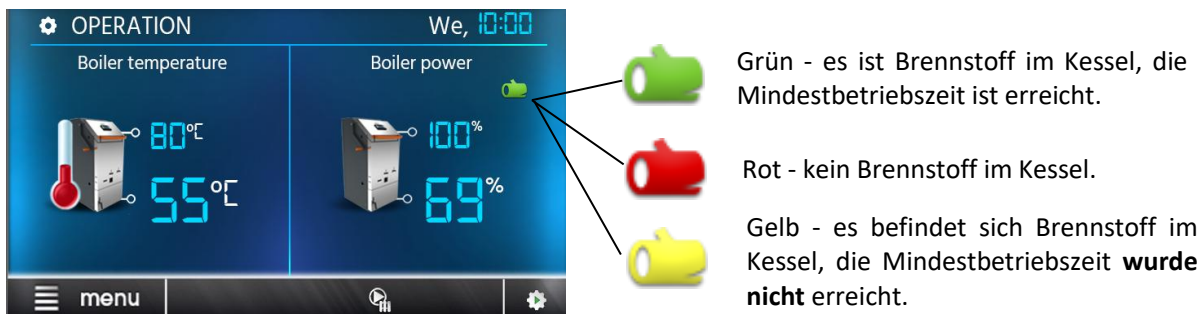 OPERATION We, 10:00
Boiler temperature
80°C
55°C
Boiler power
100%
69%
menu
Grün - es ist Brennstoff im Kessel, die
Mindestbetriebszeit ist erreicht.
Rot - kein Brennstoff im Kessel.
Gelb - es befindet sich Brennstoff im
Kessel, die Mindestbetriebszeit wurde
nicht erreicht.